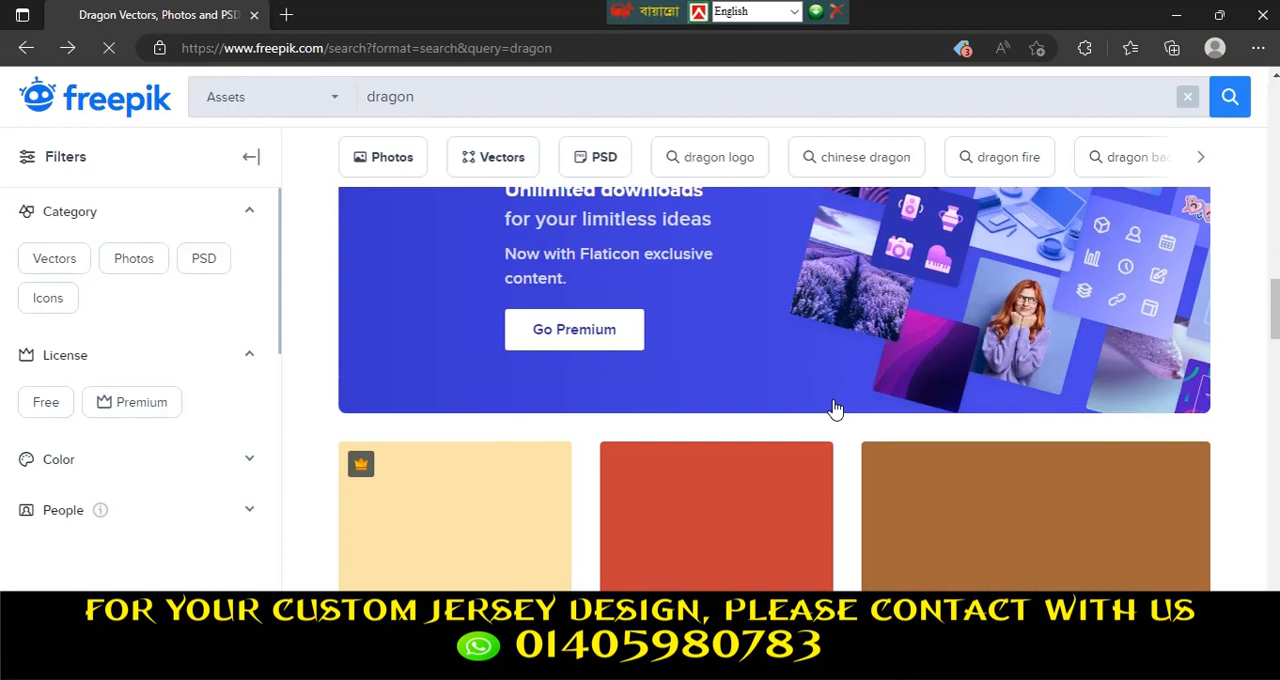 Dragon Vectors, Photos and PSD
বায়ান্নো
English
https://www.freepik.com/search?format=search&query=dragon
3
freepik
Assets
dragon
Filters
Photos
Vectors
PSD
dragon logo
chinese dragon
dragon fire
dragon bac
Category
Vectors
Photos
PSD
Icons
Unlimited downloads
for your limitless ideas
Now with Flaticon exclusive
content.
Go Premium
License
Free
Premium
Color
People
FOR YOUR CUSTOM JERSEY DESIGN, PLEASE CONTACT WITH US
01405980783